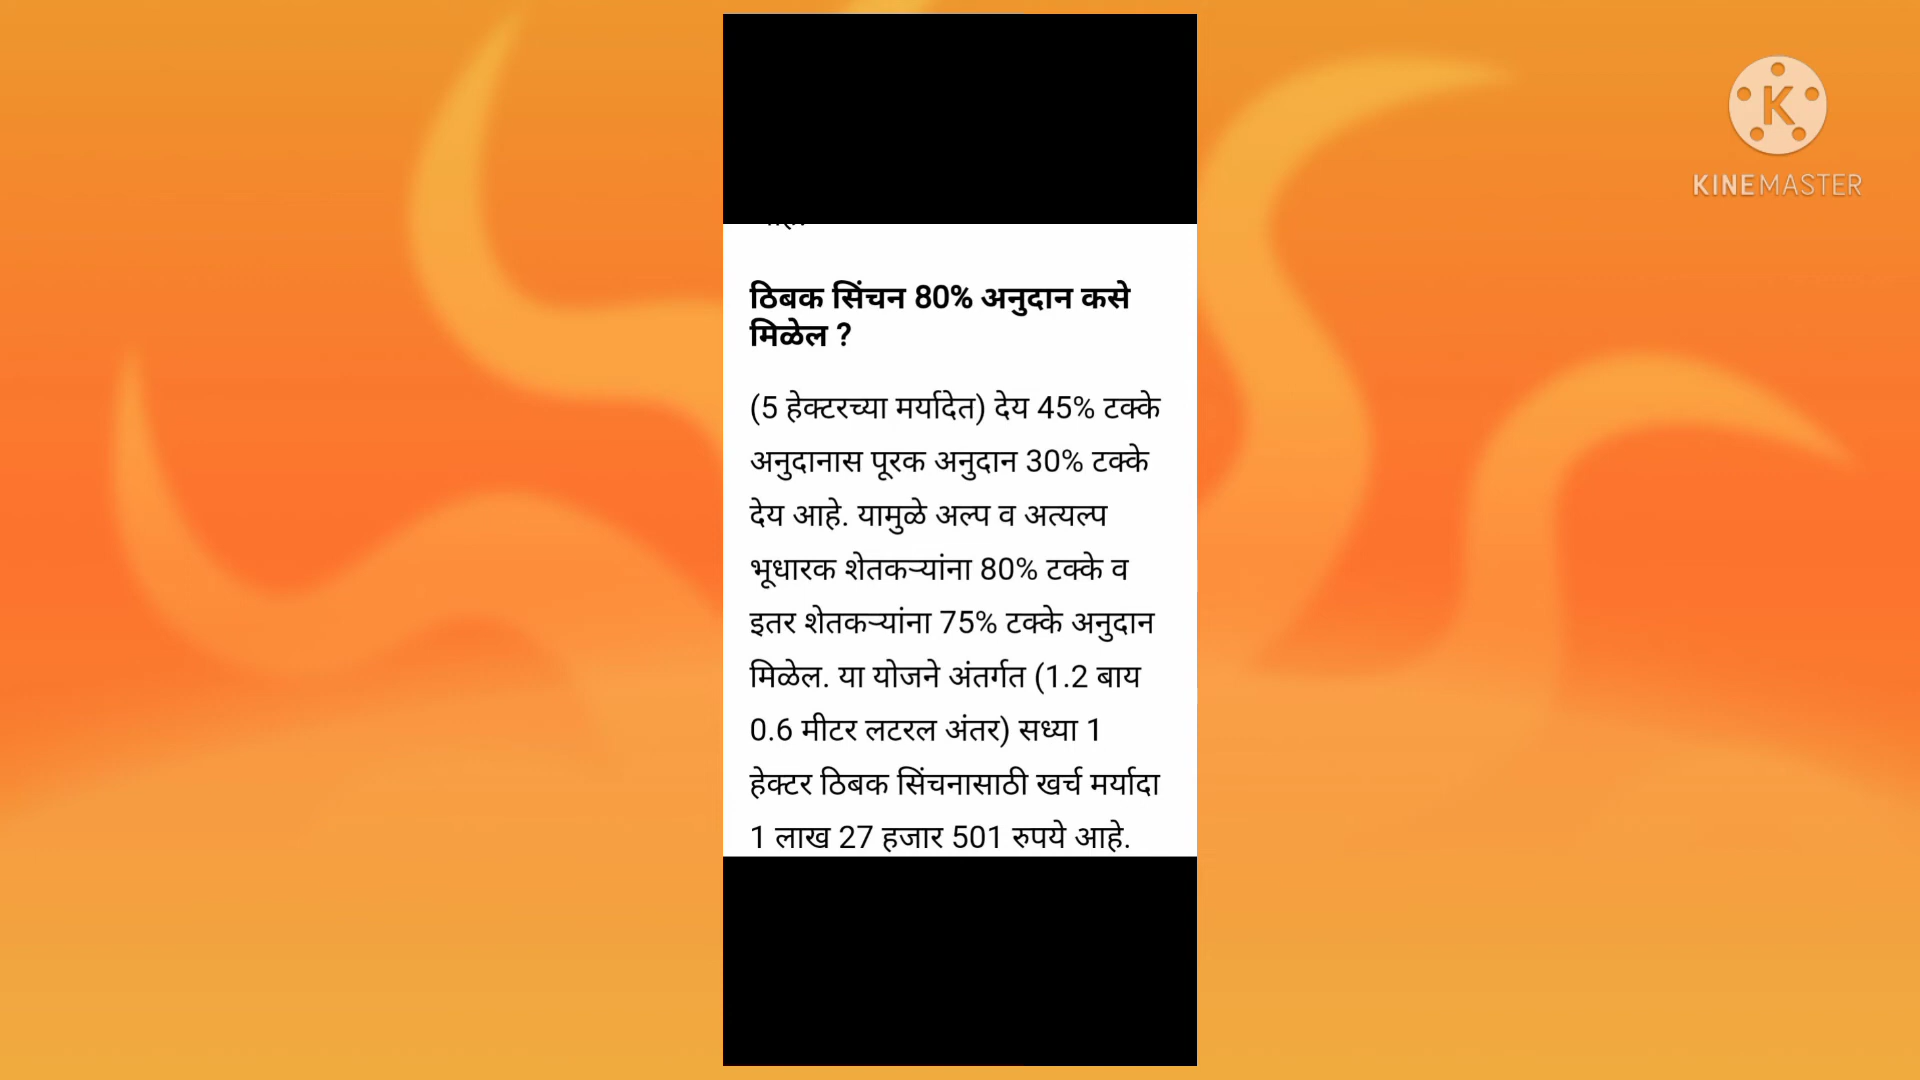 ठिबक सिंचन 80% अनुदान कसे
मिळेल ?
(5 हेक्टरच्या मर्यादेत) देय 45% टक्के
अनुदानास पूरक अनुदान 30% टक्के
देय आहे. यामुळे अल्प व अत्यल्प
भूधारक शेतकऱ्यांना 80% टक्के व
इतर शेतकऱ्यांना 75% टक्के अनुदान
मिळेल. या योजने अंतर्गत (1.2 बाय
0.6 मीटर लटरल अंतर) सध्या 1
हेक्टर ठिबक सिंचनासाठी खर्च मर्यादा
1 लाख 27 हजार 501 रुपये आहे.
K
KINEMASTER